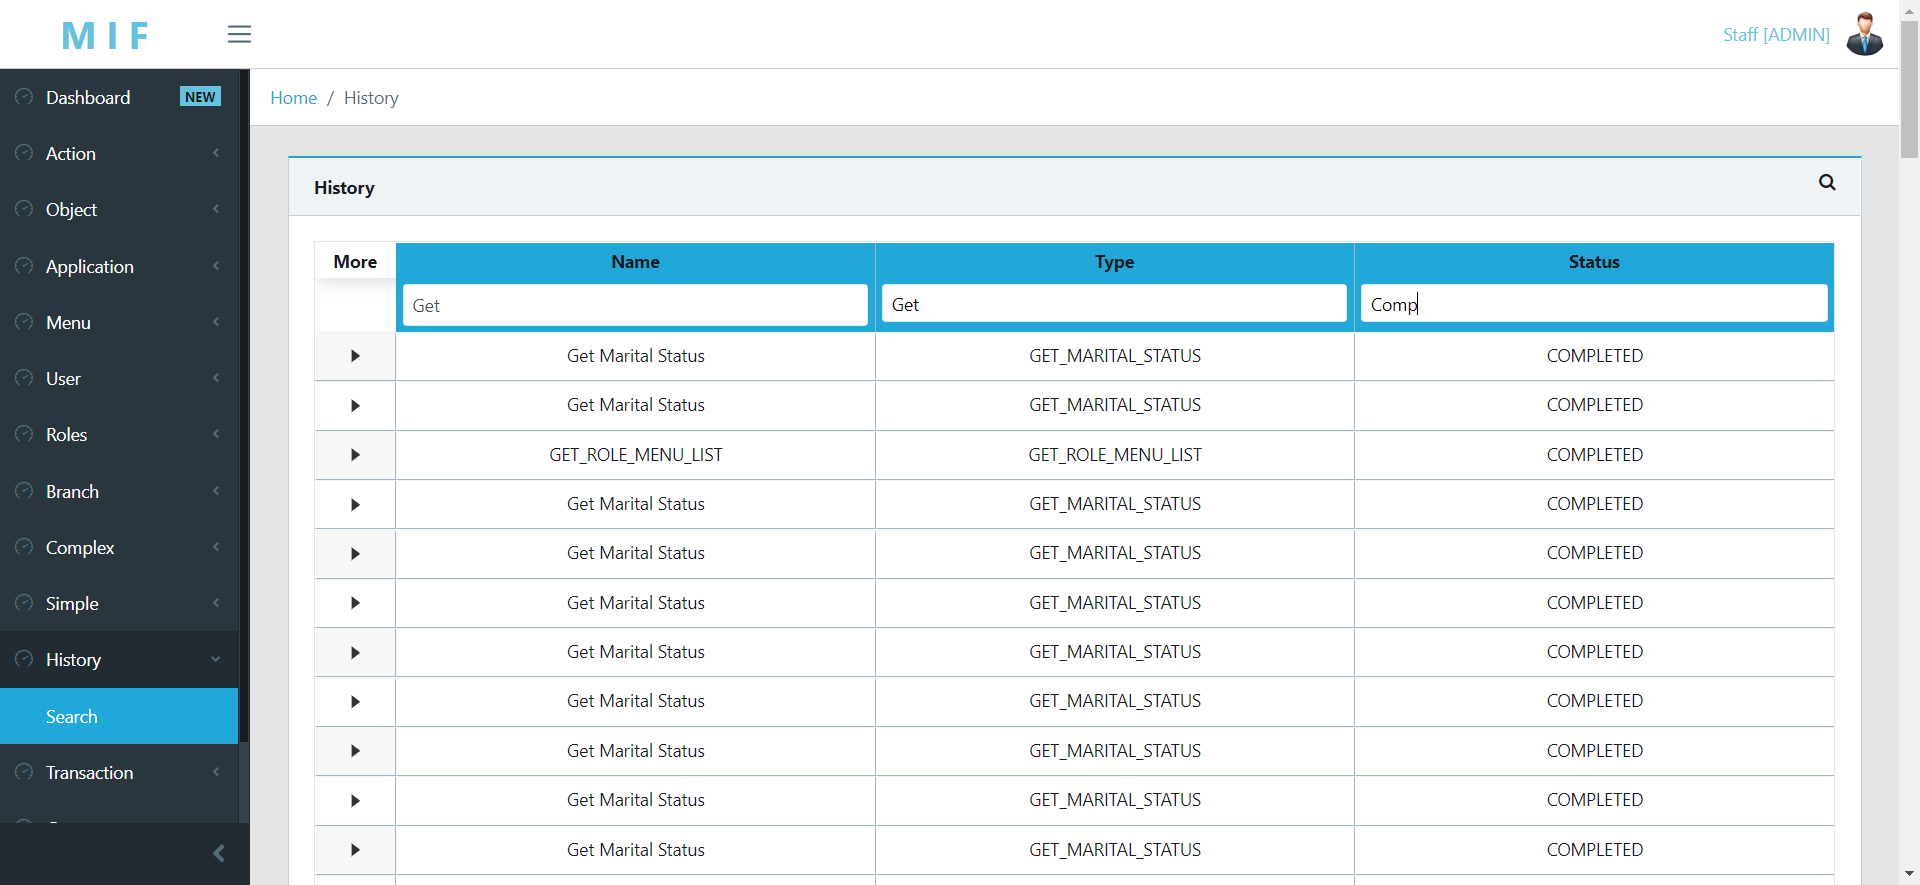 MIF
Staff [ADMIN]
Dashboard NEW
Action
Object
Application
Menu
User
Roles
Branch
Complex
Simple
History
Search
Transaction
Home / History
History
More Name Type Status
Get Get Comp
Get Marital Status GET_MARITAL_STATUS COMPLETED
Get Marital Status GET_MARITAL_STATUS COMPLETED
GET_ROLE_MENU_LIST GET_ROLE_MENU_LIST COMPLETED
Get Marital Status GET_MARITAL_STATUS COMPLETED
Get Marital Status GET_MARITAL_STATUS COMPLETED
Get Marital Status GET_MARITAL_STATUS COMPLETED
Get Marital Status GET_MARITAL_STATUS COMPLETED
Get Marital Status GET_MARITAL_STATUS COMPLETED
Get Marital Status GET_MARITAL_STATUS COMPLETED
Get Marital Status GET_MARITAL_STATUS COMPLETED
Get Marital Status GET_MARITAL_STATUS COMPLETED